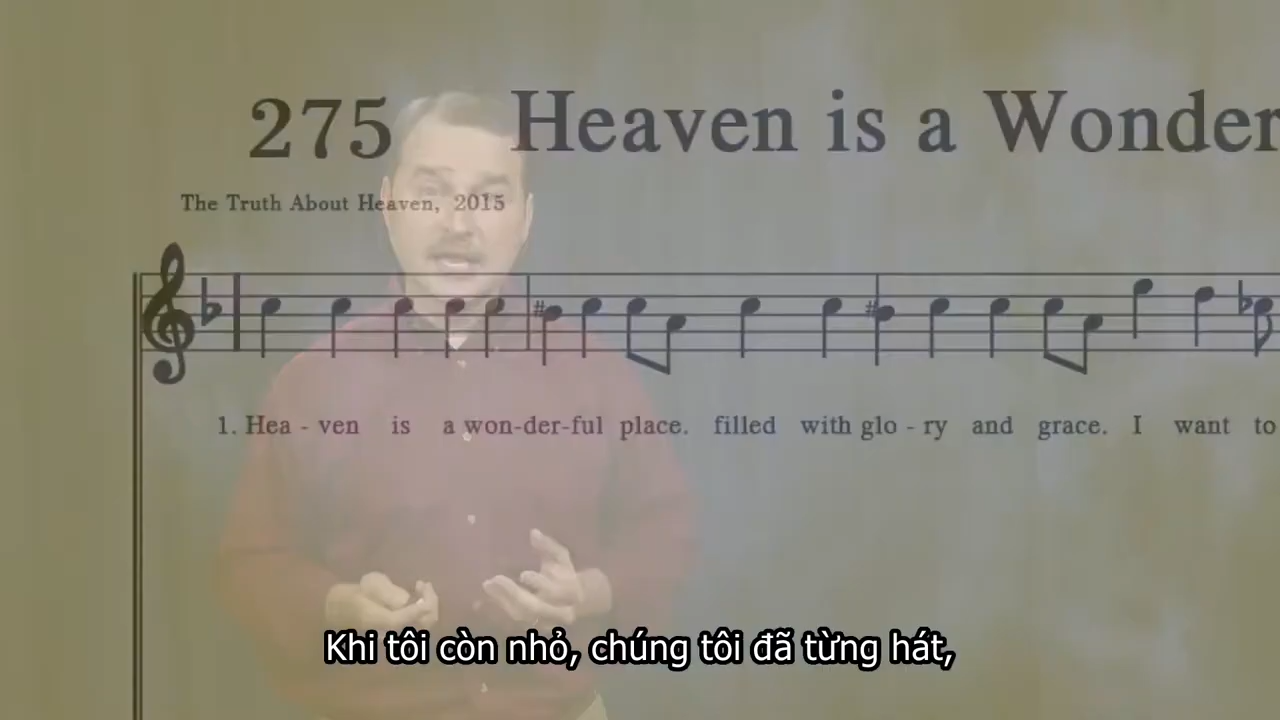 275 Heaven is a Wonder
The Truth About Heaven, 2015
1. Hea - ven is a won-der-ful place. filled with glo - ry and grace. I want to
Khi tôi còn nhỏ, chúng tôi đã từng hát,